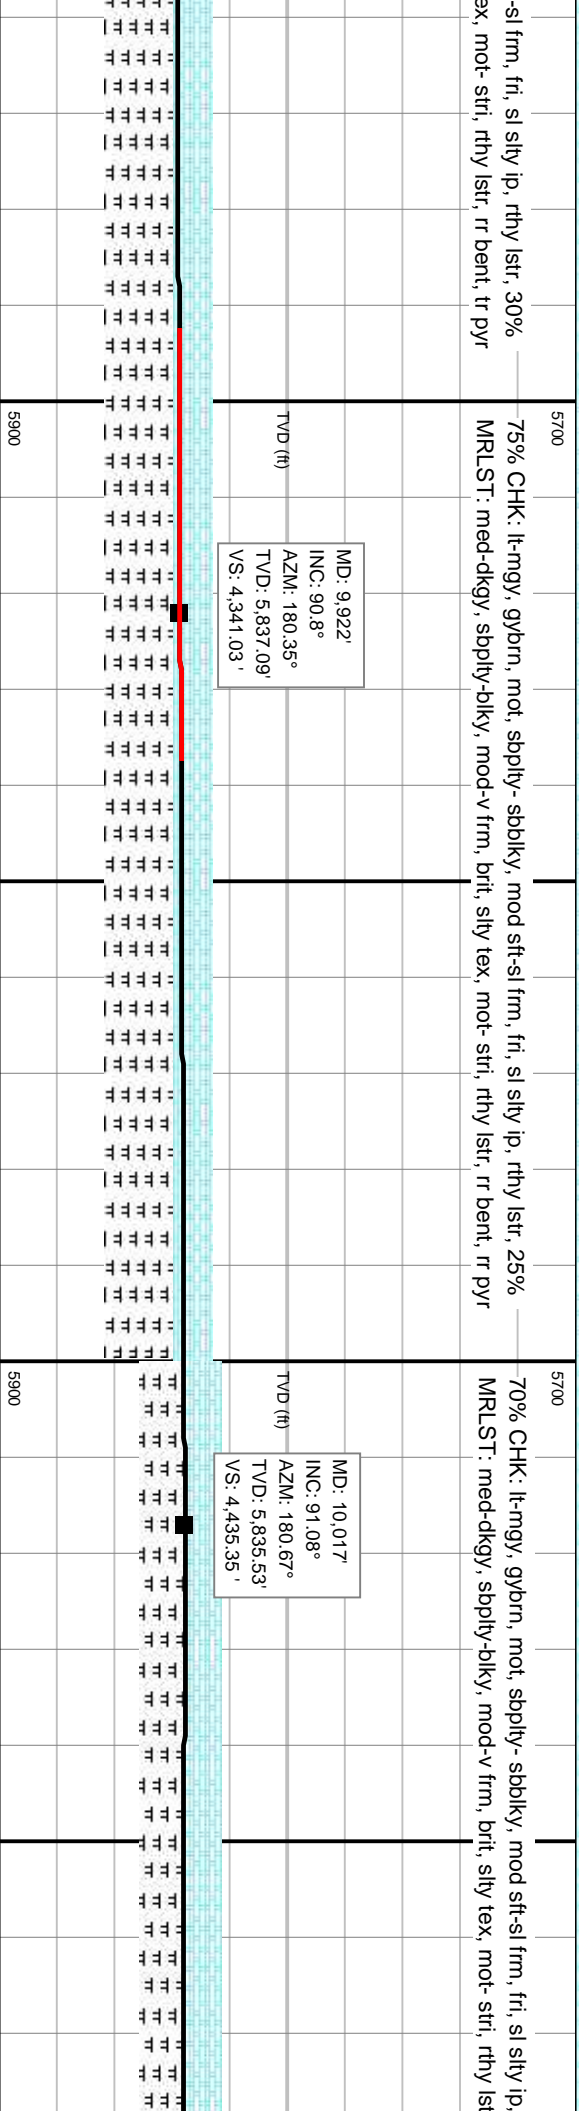 -sl frm, fri, sl slty ip, rthy lstr, 30%
ex, mot- stri, rthy lstr, rr bent, tr pyr
5700
75% CHK: lt-mgy, gybrn, mot, sbplty- sbblky, mod sft-sl frm, fri, sl slty ip, rthy lstr, 25%
MRLST: med-dkgy, sbplty-blky, mod-v frm, brit, slty tex, mot- stri, rthy lstr, rr bent, rr pyr
TVD (ft)
MD: 9,922'
INC: 90.8°
AZM: 180.35°
TVD: 5,837.09'
VS: 4,341.03 '
5900
5700
70% CHK: lt-mgy, gybrn, mot, sbplty- sbblky, mod sft-sl frm, fri, sl slty ip,
MRLST: med-dkgy, sbplty-blky, mod-v frm, brit, slty tex, mot- stri, rthy lst
TVD (ft)
MD: 10,017'
INC: 91.08°
AZM: 180.67°
TVD: 5,835.53'
VS: 4,435.35 '
5900